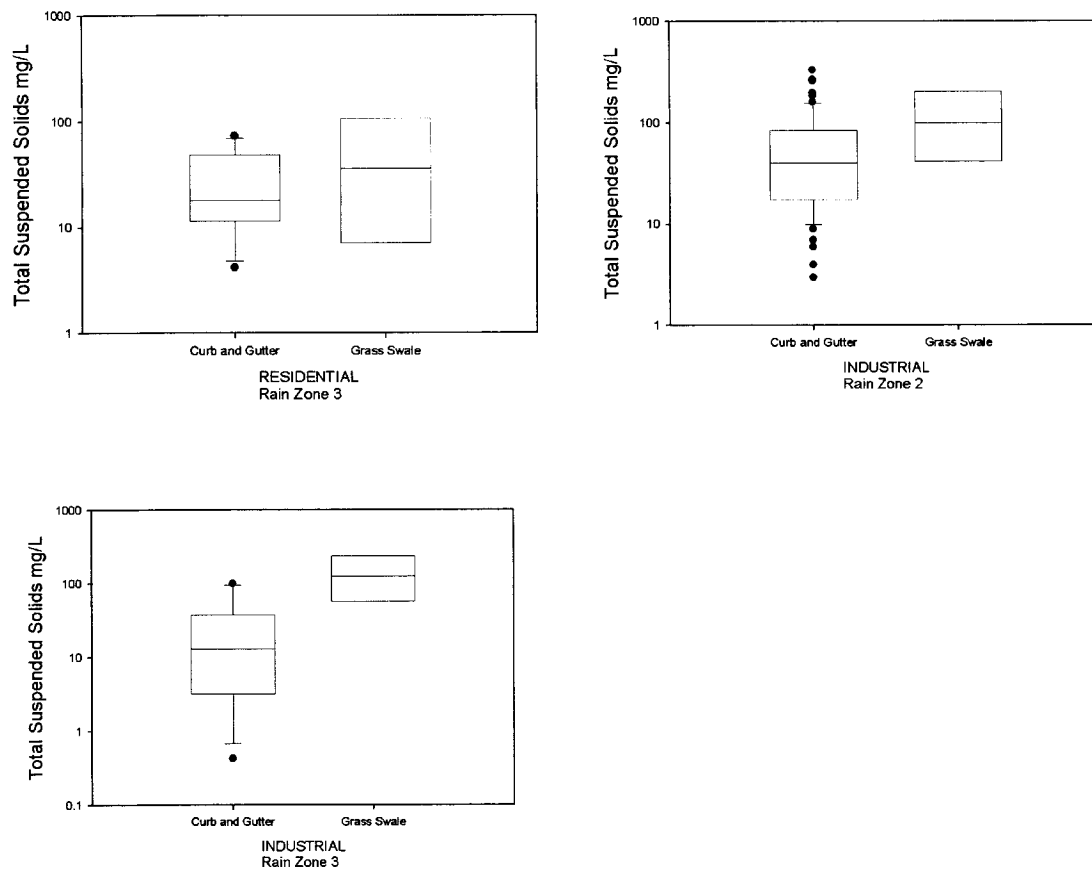 Total Suspended Solids mg/L
1000
100
10
1
Curb and Gutter
Grass Swale
RESIDENTIAL
Rain Zone 3
Total Suspended Solids mg/L
1000
100
10
1
Curb and Gutter
Grass Swale
INDUSTRIAL
Rain Zone 2
Total Suspended Solids mg/L
1000
100
10
1
0.1
Curb and Gutter
Grass Swale
INDUSTRIAL
Rain Zone 3